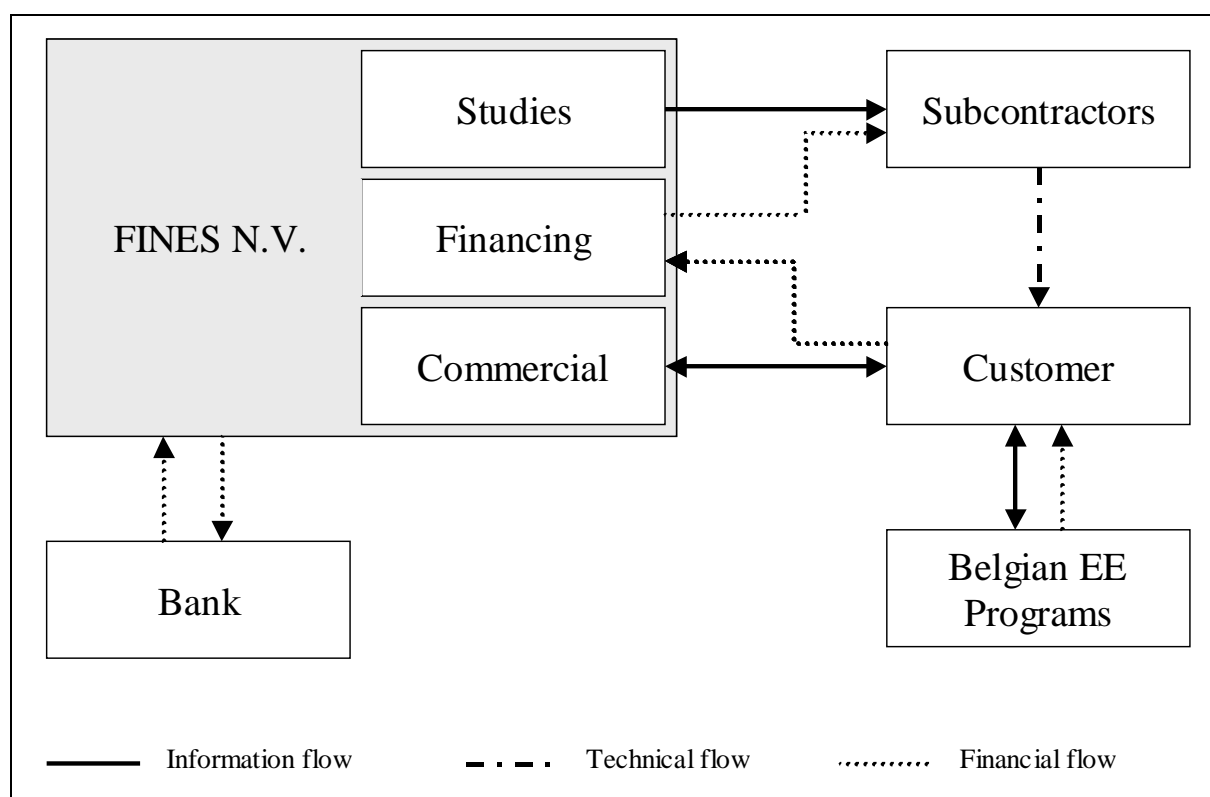 Studies
Subcontractors
FINES N.V.
Financing
Commercial
Customer
Bank
Belgian EE
Programs
Information flow
Technical flow
Financial flow